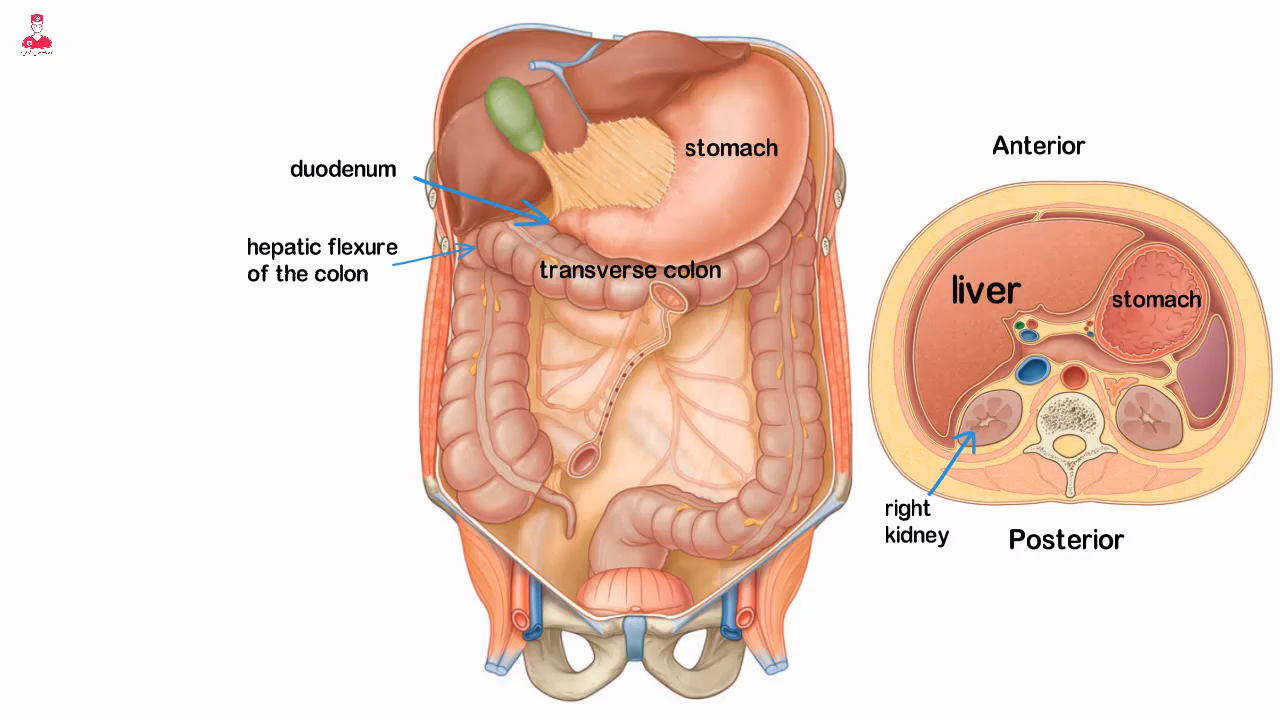 duodenum
stomach
hepatic flexure
of the colon
transverse colon
Anterior
liver
stomach
right
kidney
Posterior